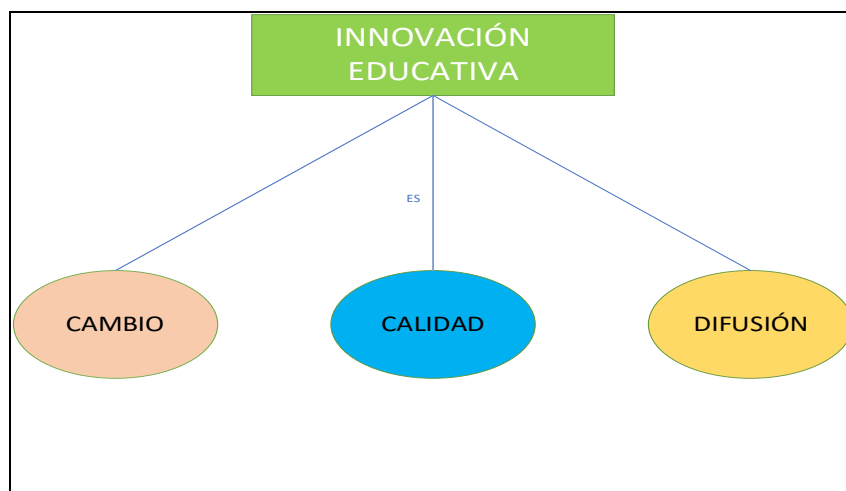 INNOVACIÓN
EDUCATIVA
ES
CAMBIO
CALIDAD
DIFUSIÓN